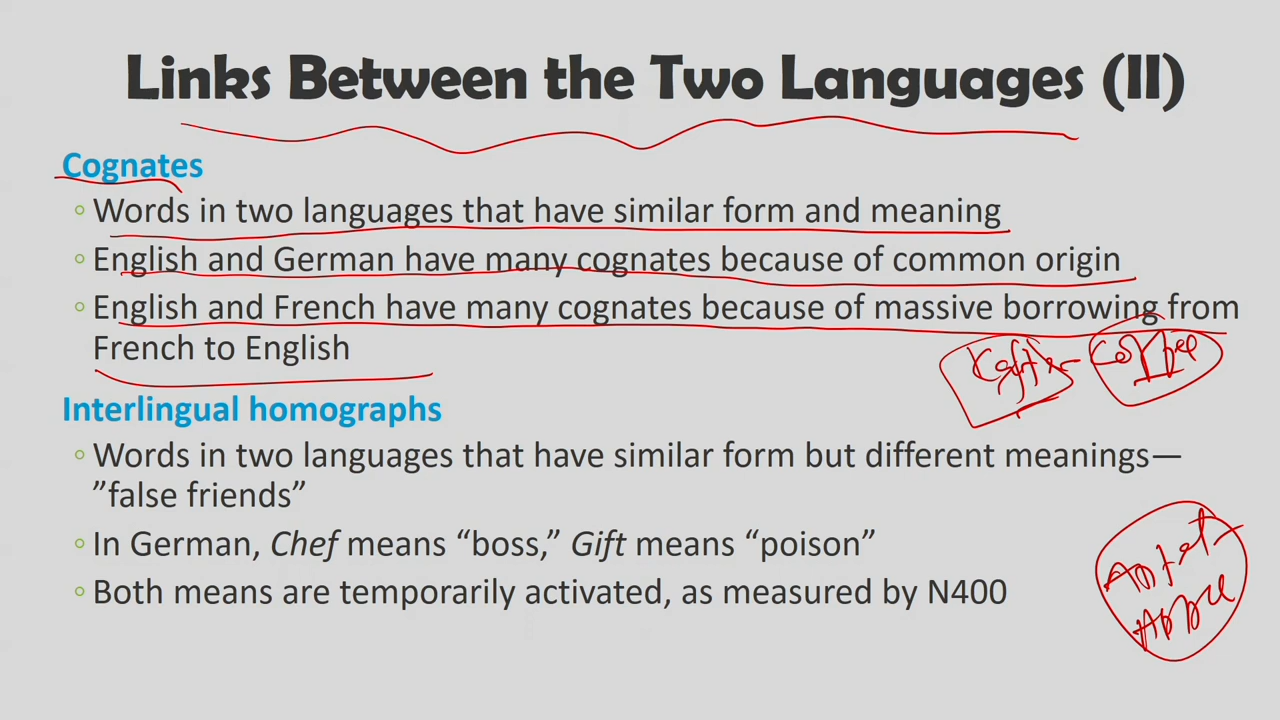 Links Between the Two Languages (II)
Cognates
◦ Words in two languages that have similar form and meaning
◦ English and German have many cognates because of common origin
◦ English and French have many cognates because of massive borrowing from
French to English
Coffee
Interlingual homographs
◦ Words in two languages that have similar form but different meanings—
”false friends”
◦ In German, Chef means “boss,” Gift means “poison”
◦ Both means are temporarily activated, as measured by N400